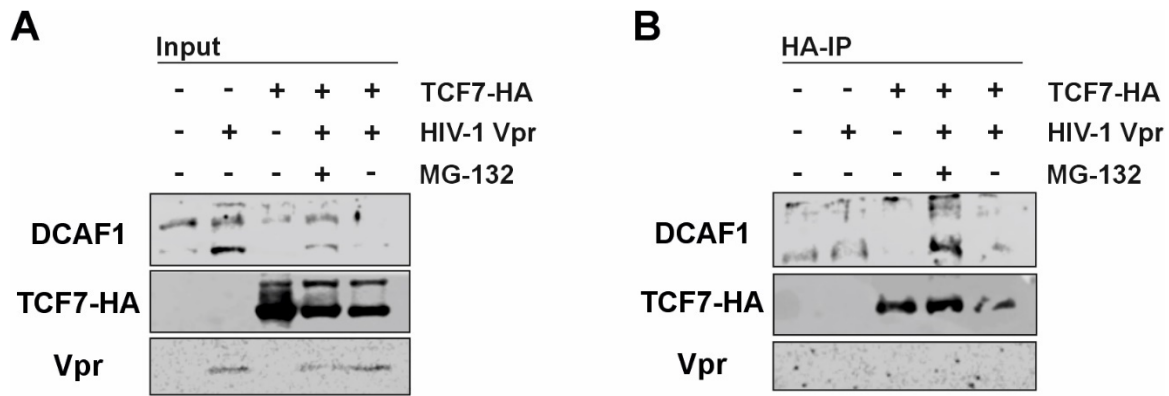 A
Input
- - + + + TCF7-HA
- + - + + HIV-1 Vpr
- - - + - MG-132
DCAF1
TCF7-HA
Vpr
B
HA-IP
- - + + + TCF7-HA
- + - + + HIV-1 Vpr
- - - + - MG-132
DCAF1
TCF7-HA
Vpr